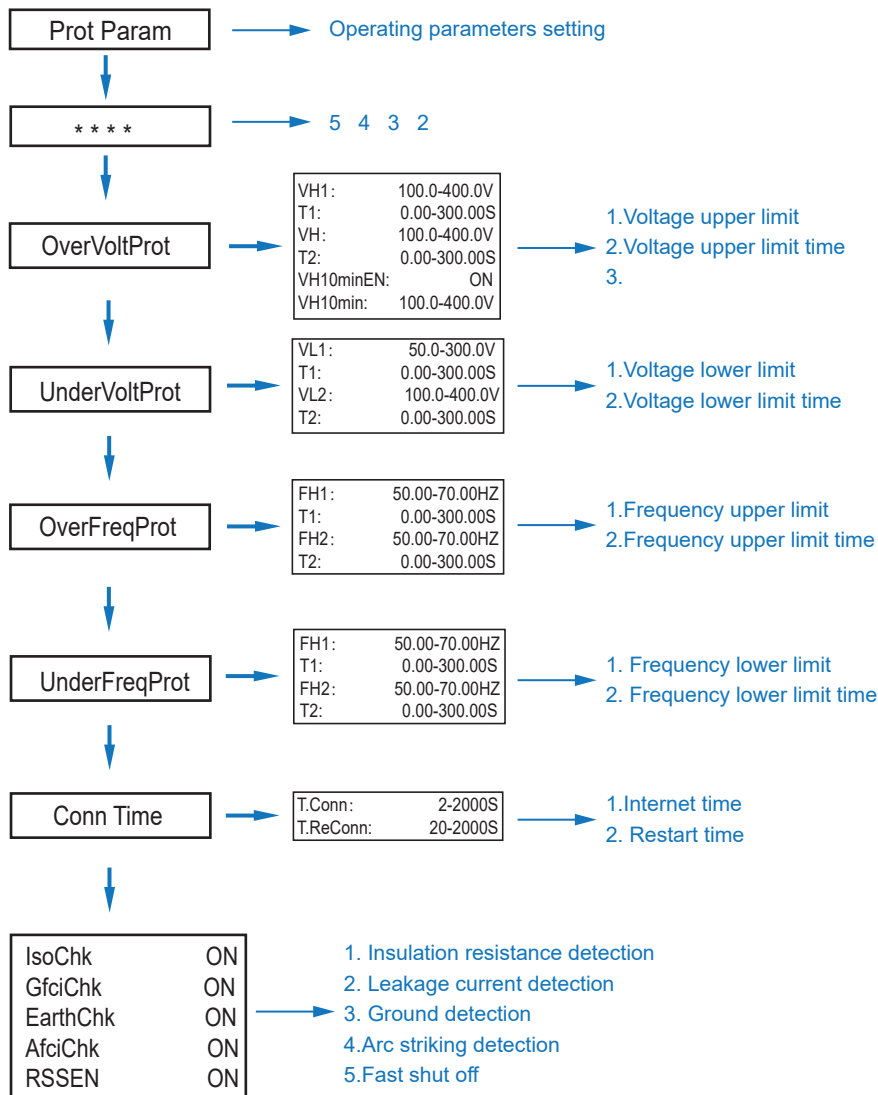 Prot Param
Operating parameters setting
* * * *
5 4 3 2
OverVoltProt
VH1: 100.0-400.0V
T1: 0.00-300.00S
VH: 100.0-400.0V
T2: 0.00-300.00S
VH10minEN: ON
VH10min: 100.0-400.0V
1.Voltage upper limit
2.Voltage upper limit time
3.
UnderVoltProt
VL1: 50.0-300.0V
T1: 0.00-300.00S
VL2: 100.0-400.0V
T2: 0.00-300.00S
1.Voltage lower limit
2.Voltage lower limit time
OverFreqProt
FH1: 50.00-70.00HZ
T1: 0.00-300.00S
FH2: 50.00-70.00HZ
T2: 0.00-300.00S
1.Frequency upper limit
2.Frequency upper limit time
UnderFreqProt
FH1: 50.00-70.00HZ
T1: 0.00-300.00S
FH2: 50.00-70.00HZ
T2: 0.00-300.00S
1. Frequency lower limit
2. Frequency lower limit time
Conn Time
T.Conn: 2-2000S
T.ReConn: 20-2000S
1.Internet time
2. Restart time
IsoChk ON
GfciChk ON
EarthChk ON
AfciChk ON
RSSEN ON
1. Insulation resistance detection
2. Leakage current detection
3. Ground detection
4.Arc striking detection
5.Fast shut off